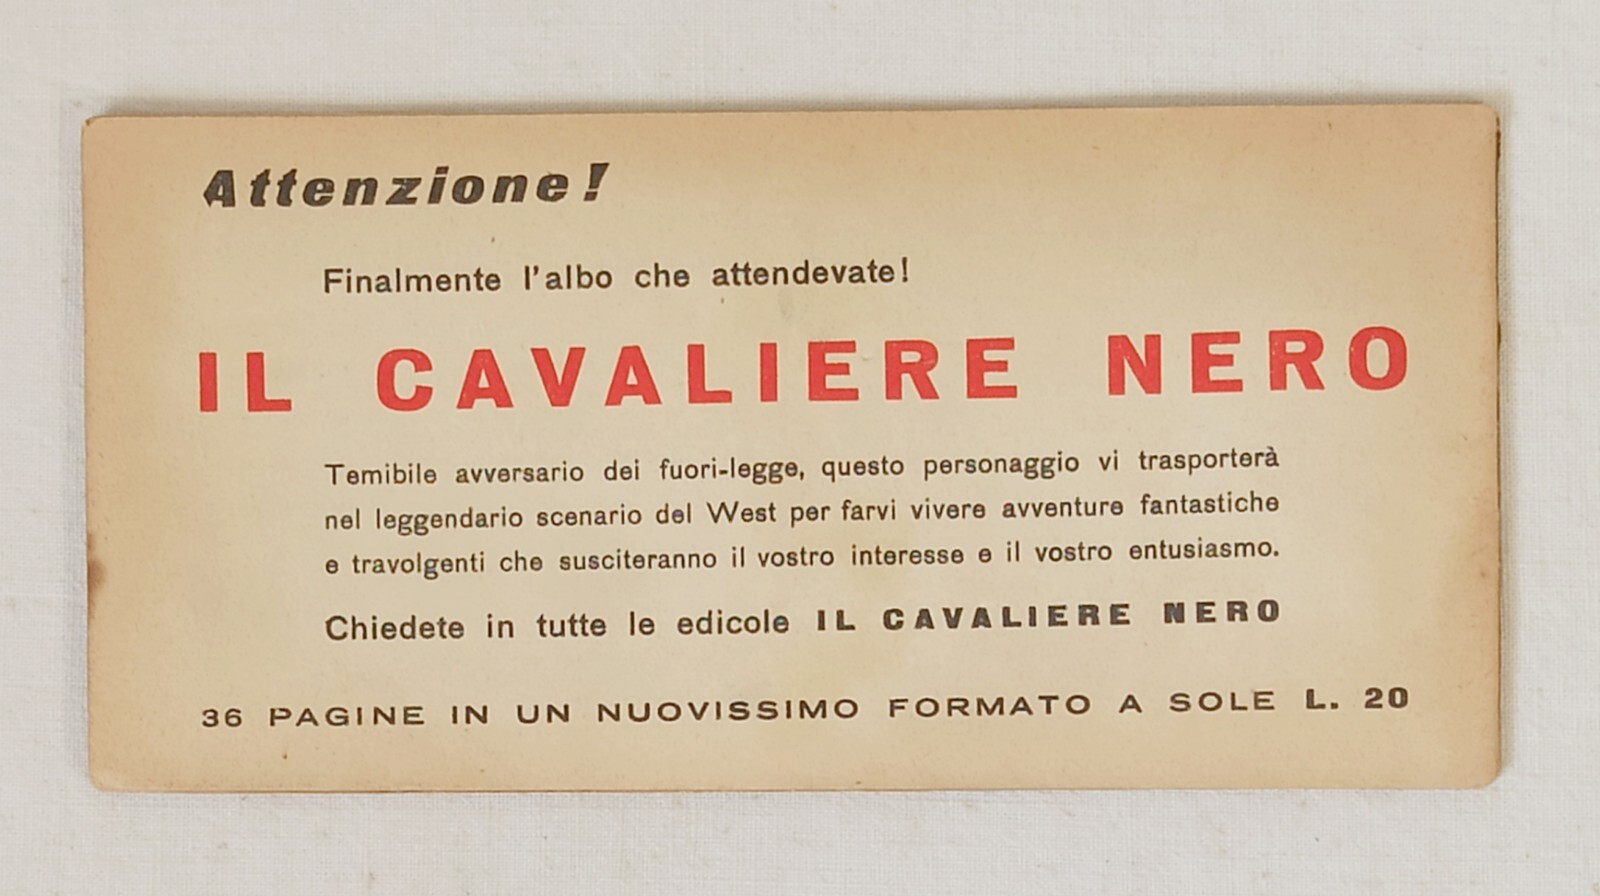 Attenzione!
Finalmente l'albo che attendevate!
IL CAVALIERE NERO
Temibile avversario dei fuori-legge, questo personaggio vi trasporterà
nel leggendario scenario del West per farvi vivere avventure fantastiche
e travolgenti che susciteranno il vostro interesse e il vostro entusiasmo.
Chiedete in tutte le edicole IL CAVALIERE NERO
36 PAGINE IN UN NUOVISSIMO FORMATO A SOLE L. 20